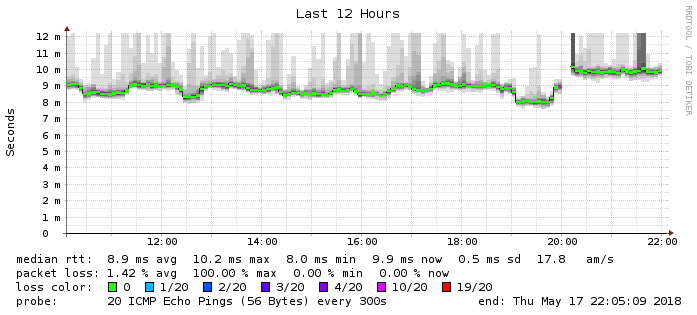 Last 12 Hours
RRDTOOL / TOBI OETIKER
Seconds
12 m
11 m
10 m
9 m
8 m
7 m
6 m
5 m
4 m
3 m
2 m
1 m
0
12:00 14:00 16:00 18:00 20:00 22:00
median rtt: 8.9 ms avg 10.2 ms max 8.0 ms min 9.9 ms now 0.5 ms sd 17.8 am/s
packet loss: 1.42 % avg 100.00 % max 0.00 % min 0.00 % now
loss color: 0 1/20 2/20 3/20 4/20 10/20 19/20
probe: 20 ICMP Echo Pings (56 Bytes) every 300s end: Thu May 17 22:05:09 2018